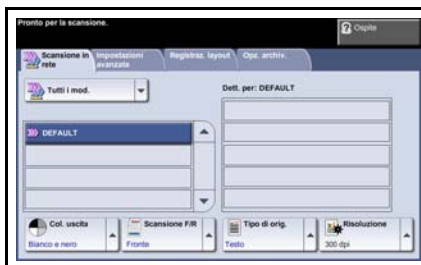 Pronto per la scansione.
Ospite
Scansione in rete
Impostazioni avanzate
Registraz. layout
Opz. archiv.
Tutti i mod.
Dett. per: DEFAULT
DEFAULT
Col. uscita
Bianco e nero
Scansione F/R
Fronte
Tipo di orig.
Testo
Risoluzione
300 dpi